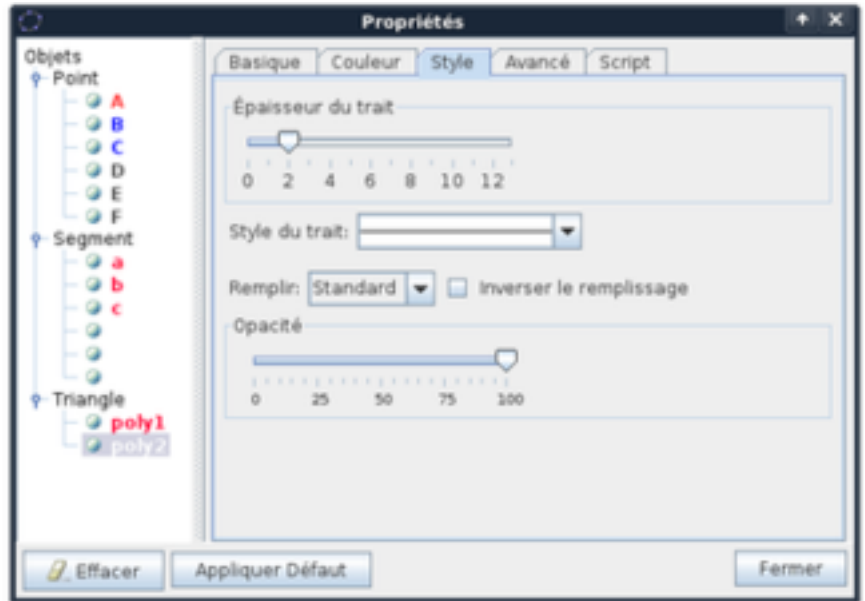 Propriétés
Objets
Point
A
B
C
D
E
F
Segment
a
b
c
Triangle
poly1
poly2
Basique Couleur Style Avancé Script
Épaisseur du trait
0 2 4 6 8 10 12
Style du trait:
Remplir: Standard Inverser le remplissage
Opacité
0 25 50 75 100
Effacer Appliquer Défaut Fermer